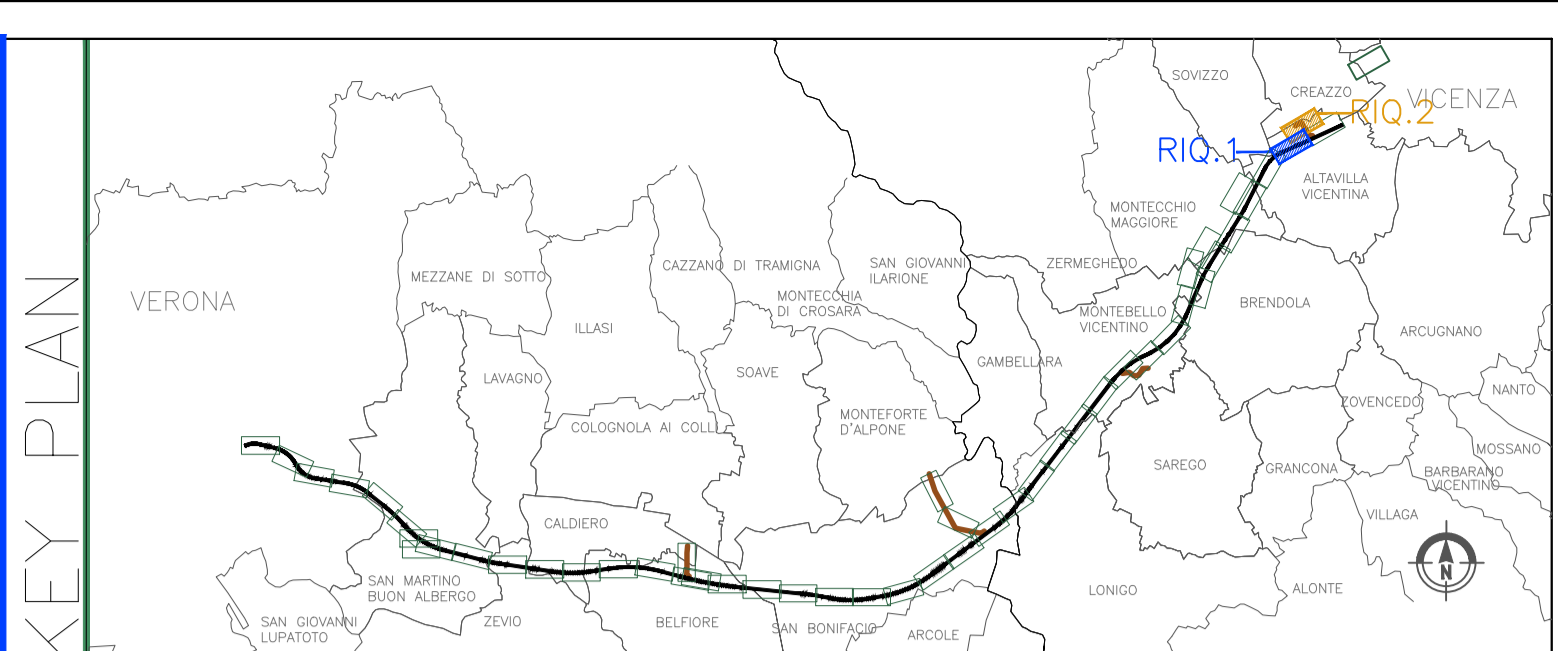 KEY PLAN
SOVIZZO
CREAZZO
VICENZA
RIQ.2
RIQ.1
ALTAVILLA
VICENTINA
MONTECCHIO
MAGGIORE
MEZZANE DI SOTTO
CAZZANO DI TRAMIGNA
SAN GIOVANNI
ILARIONE
ZERMEGHEDO
VERONA
MONTECCHIA
DI CROSARA
BRENDOLA
ILLASI
MONTEBELLO
VICENTINO
ARCUGNANO
GAMBELLARA
LAVAGNO
SOAVE
NANTO
ZOVENCEDO
MONTEFORTE
D'ALPONE
COLOGNOLA AI COLLI
MOSSANO
SAREGO
GRANCONA
BARBARANO
VICENTINO
CALDIERO
VILLAGA
N
SAN MARTINO
BUON ALBERGO
LONIGO
ALONTE
SAN GIOVANNI
LUPATOTO
ZEVIO
BELFIORE
SAN BONIFACIO
ARCOLE